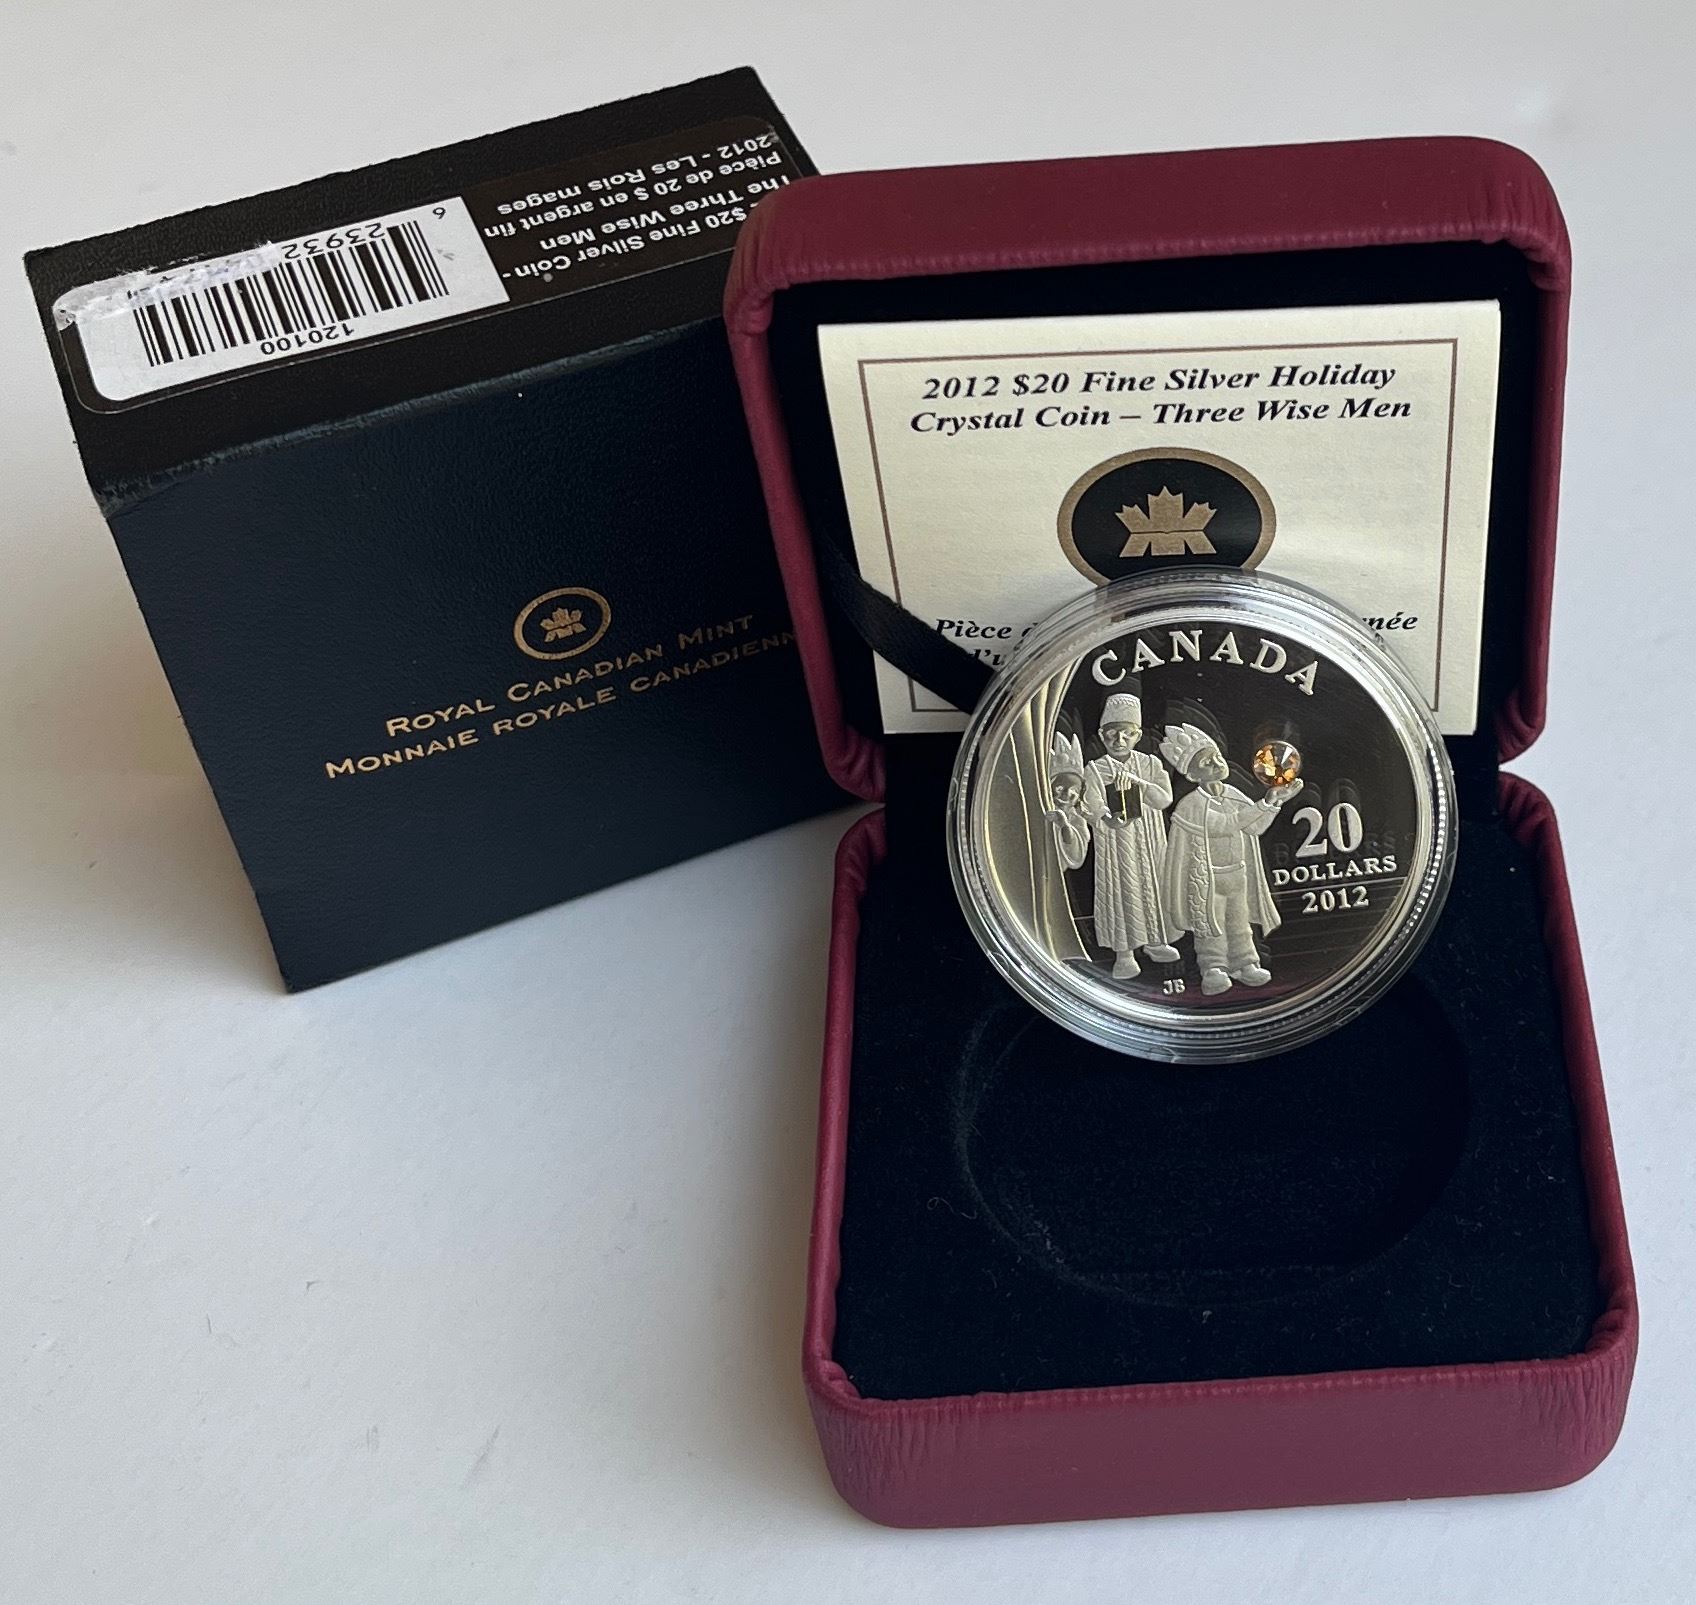 $20 Fine Silver Coin -
The Three Wise Men
Pièce de 20 $ en argent fin
2012 - Les Rois mages
6
23932
120100
ROYAL CANADIAN MINT
MONNAIE ROYALE CANADIENN
2012 $20 Fine Silver Holiday
Crystal Coin – Three Wise Men
Pièce
CANADA
20
DOLLARS
2012
JB